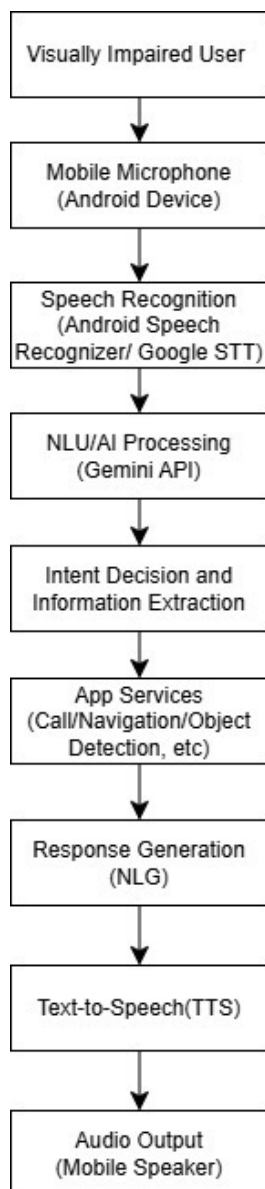 Visually Impaired User
Mobile Microphone
(Android Device)
Speech Recognition
(Android Speech
Recognizer/ Google STT)
NLU/AI Processing
(Gemini API)
Intent Decision and
Information Extraction
App Services
(Call/Navigation/Object
Detection, etc)
Response Generation
(NLG)
Text-to-Speech(TTS)
Audio Output
(Mobile Speaker)